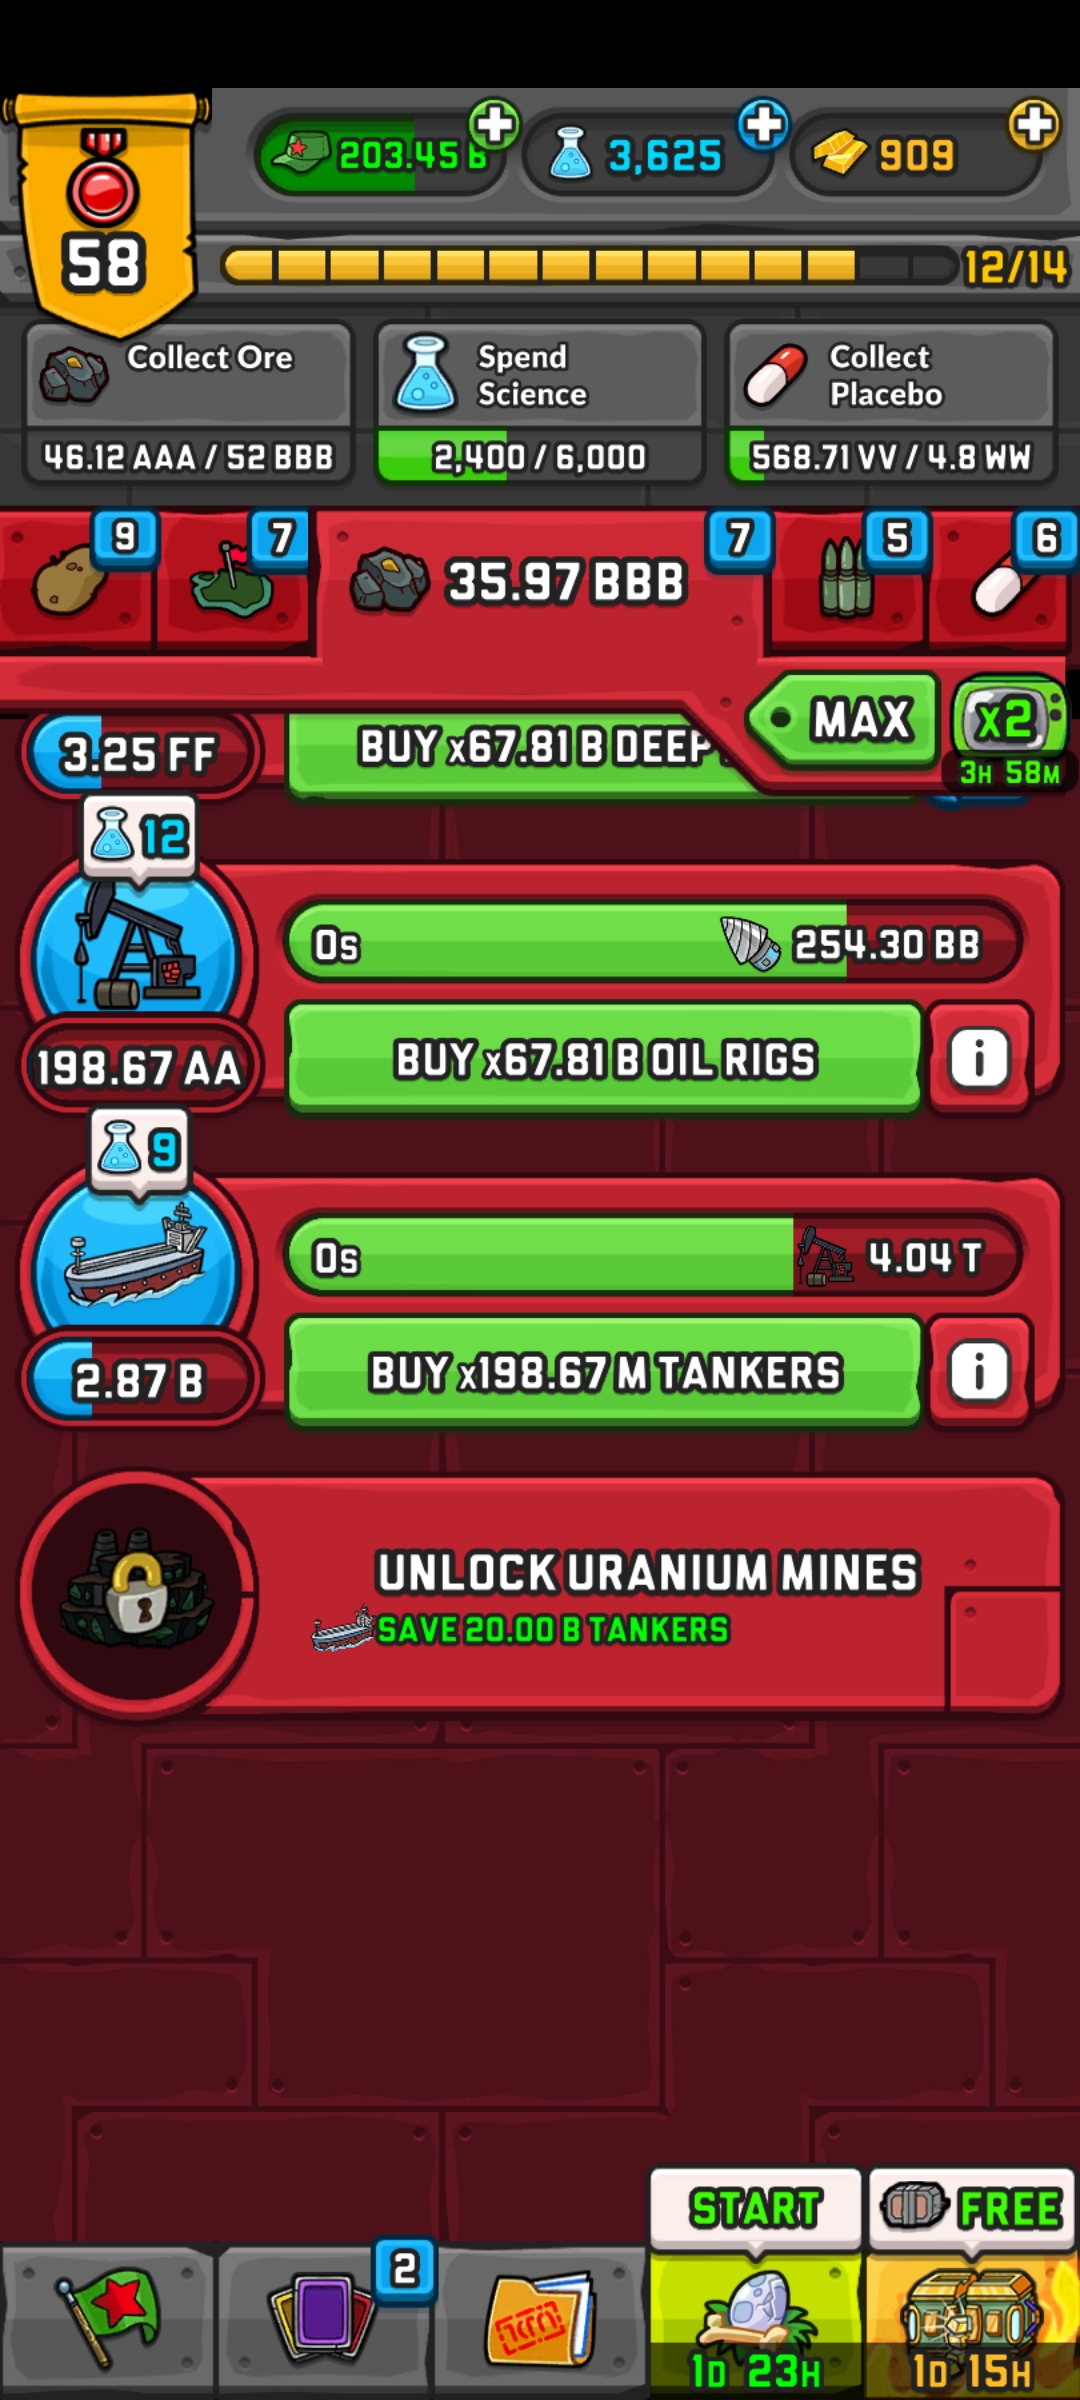 58
203.45 B
3,625
909
12/14
Collect Ore
46.12 AAA / 52 BBB
Spend
Science
2,400 / 6,000
Collect
Placebo
568.71 VV / 4.8 WW
9
7
35.97 BBB
7
5
6
MAX
x2
3H 58M
3.25 FF
BUY x67.81 B DEEP
12
0s
254.30 BB
198.67 AA
BUY x67.81 B OIL RIGS
i
9
0s
4.04 T
2.87 B
BUY x198.67 M TANKERS
i
UNLOCK URANIUM MINES
SAVE 20.00 B TANKERS
START
FREE
2
1D 23H
1D 15H